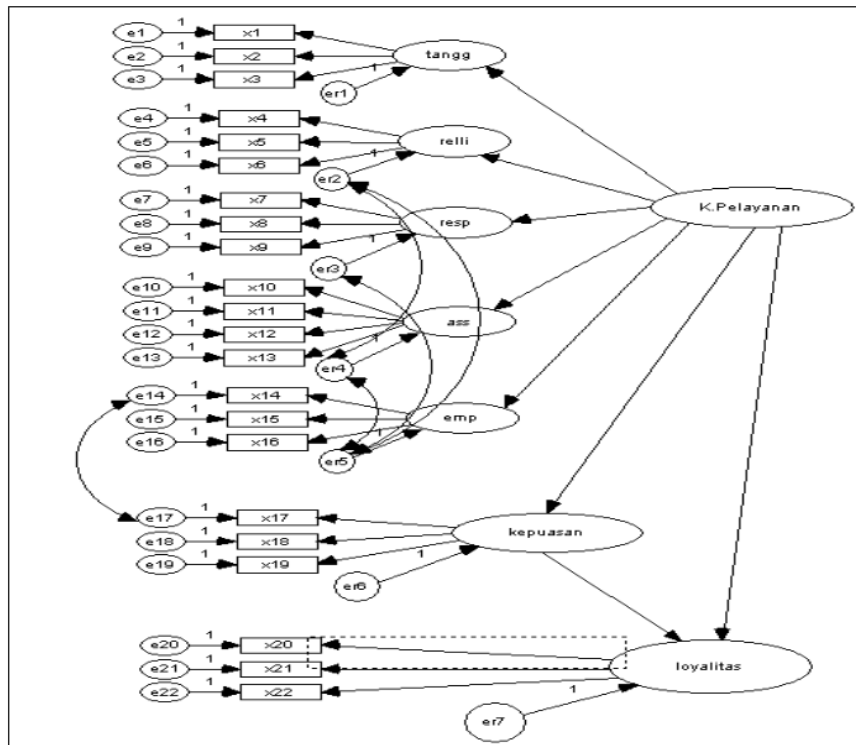 e1 1 x1
e2 1 x2 tangg
e3 1 x3 1
er1
e4 1 x4
e5 1 x5 relli
e6 1 x6 1
er2
e7 1 x7 K.Pelayanan
e8 1 x8 resp
e9 1 x9 1
er3
e10 1 x10
e11 1 x11
e12 1 x12 ass
e13 1 x13 1
er4
e14 1 x14
e15 1 x15 emp
e16 1 x16 1
er5
e17 1 x17
e18 1 x18 kepuasan
e19 1 x19 1
er6
e20 1 x20
e21 1 x21 loyalitas
e22 1 x22 1
er7